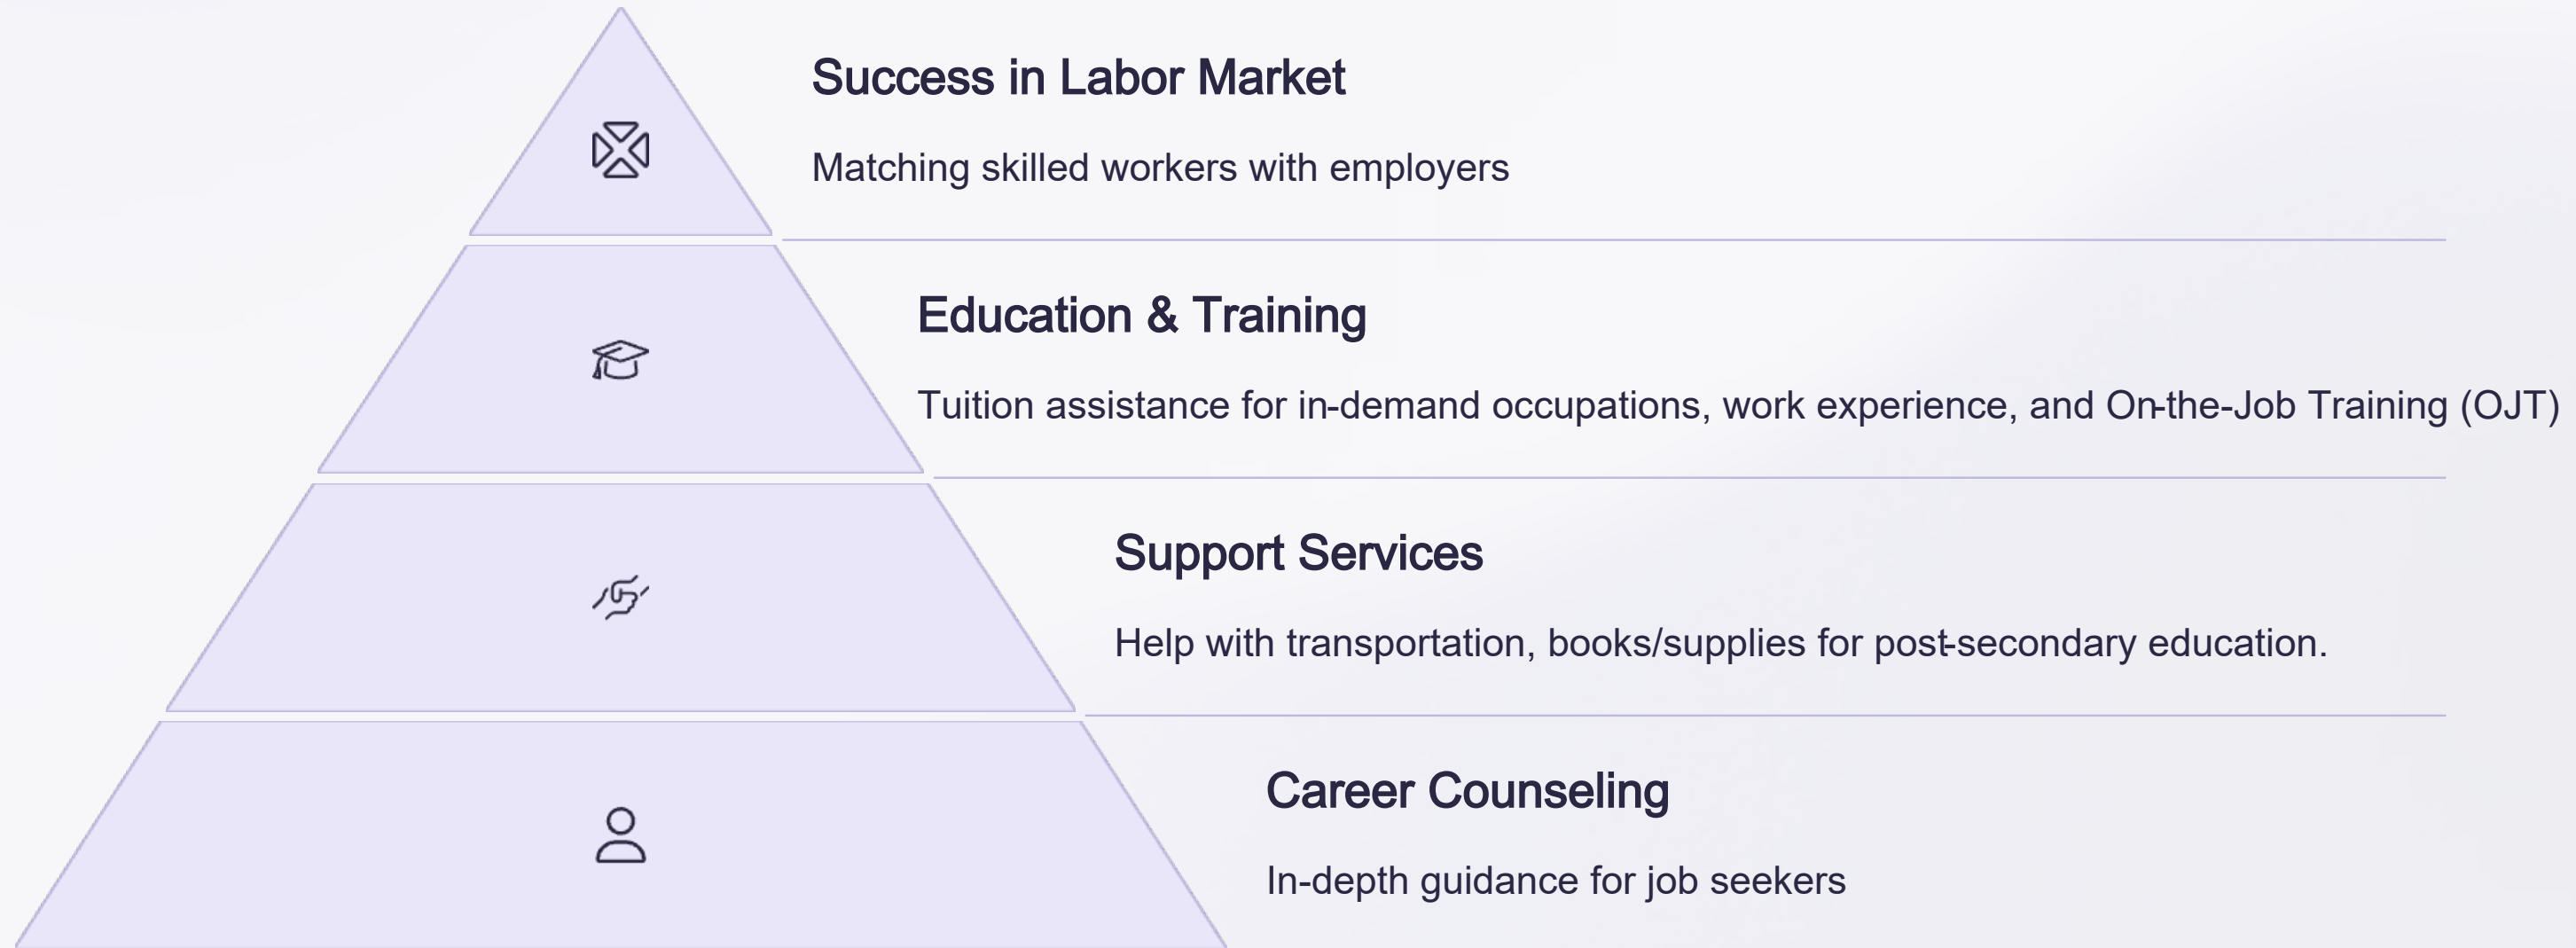 Success in Labor Market
Matching skilled workers with employers
Education & Training
Tuition assistance for in-demand occupations, work experience, and On-the-Job Training (OJT)
Support Services
Help with transportation, books/supplies for post-secondary education.
Career Counseling
In-depth guidance for job seekers